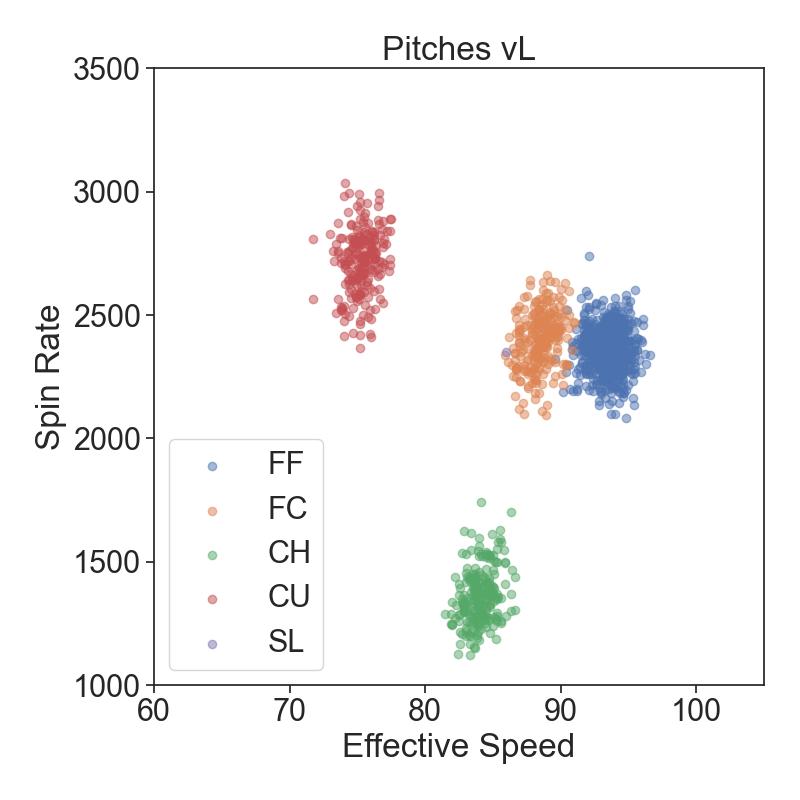 Pitches vL
3500
3000
2500
2000
1500
1000
Spin Rate
FF
FC
CH
CU
SL
60 70 80 90 100
Effective Speed